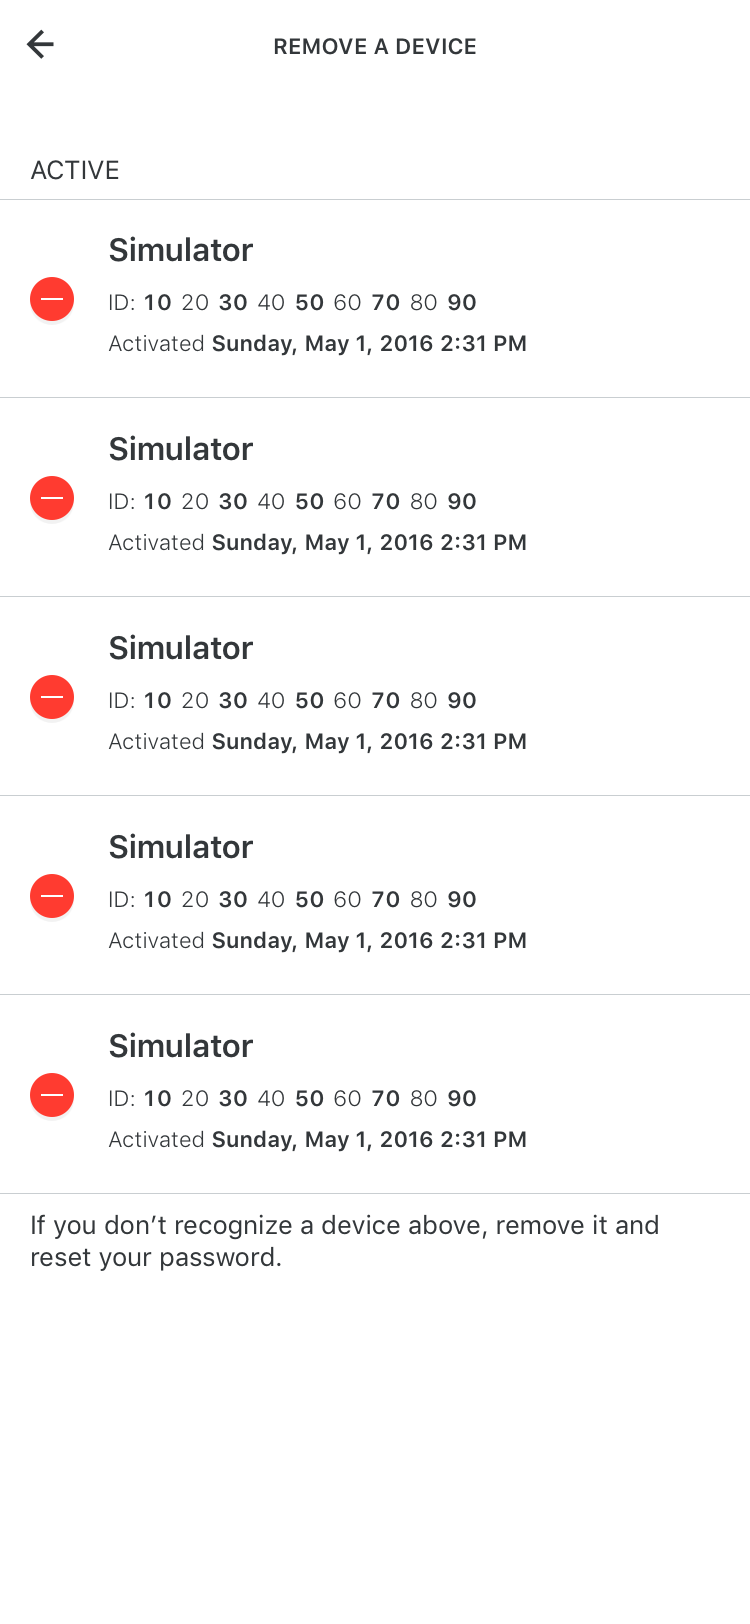 REMOVE A DEVICE
ACTIVE
Simulator
ID: 10 20 30 40 50 60 70 80 90
Activated Sunday, May 1, 2016 2:31 PM
Simulator
ID: 10 20 30 40 50 60 70 80 90
Activated Sunday, May 1, 2016 2:31 PM
Simulator
ID: 10 20 30 40 50 60 70 80 90
Activated Sunday, May 1, 2016 2:31 PM
Simulator
ID: 10 20 30 40 50 60 70 80 90
Activated Sunday, May 1, 2016 2:31 PM
Simulator
ID: 10 20 30 40 50 60 70 80 90
Activated Sunday, May 1, 2016 2:31 PM
If you don’t recognize a device above, remove it and
reset your password.